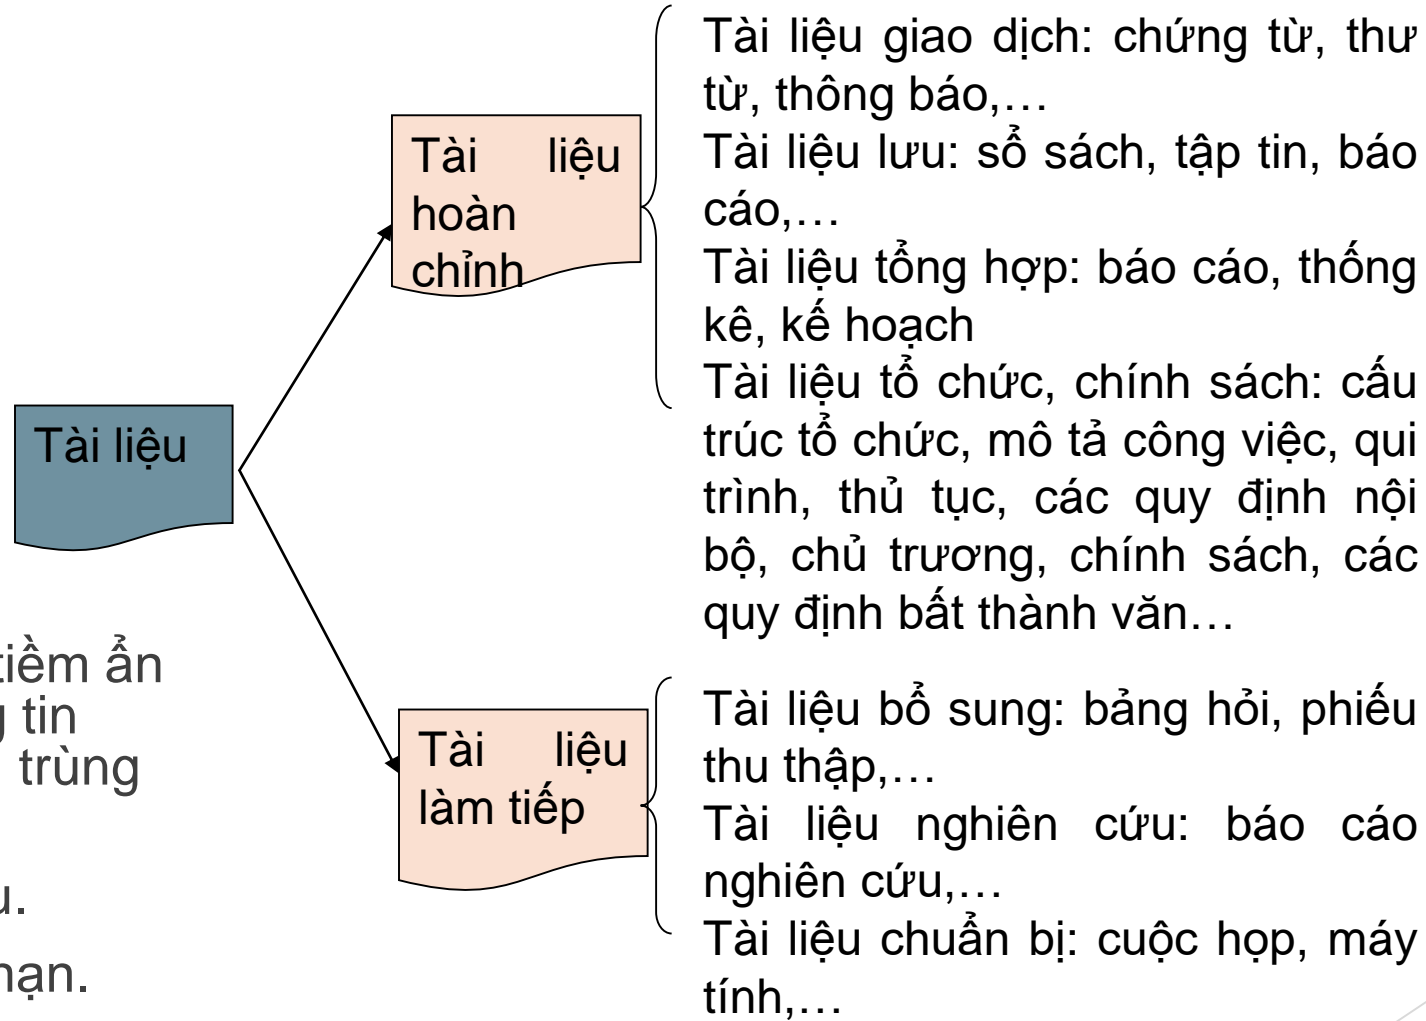 Tài liệu giao dịch: chứng từ, thư
từ, thông báo,…
Tài liệu lưu: sổ sách, tập tin, báo
cáo,…
Tài liệu tổng hợp: báo cáo, thống
kê, kế hoạch
Tài liệu tổ chức, chính sách: cấu
trúc tổ chức, mô tả công việc, qui
trình, thủ tục, các quy định nội
bộ, chủ trương, chính sách, các
quy định bất thành văn…
Tài liệu
hoàn
chỉnh
Tài liệu
tiềm ẩn
tin
trùng
Tài liệu
làm tiếp
Tài liệu bổ sung: bảng hỏi, phiếu
thu thập,…
Tài liệu nghiên cứu: báo cáo
nghiên cứu,…
Tài liệu chuẩn bị: cuộc họp, máy
tính,…